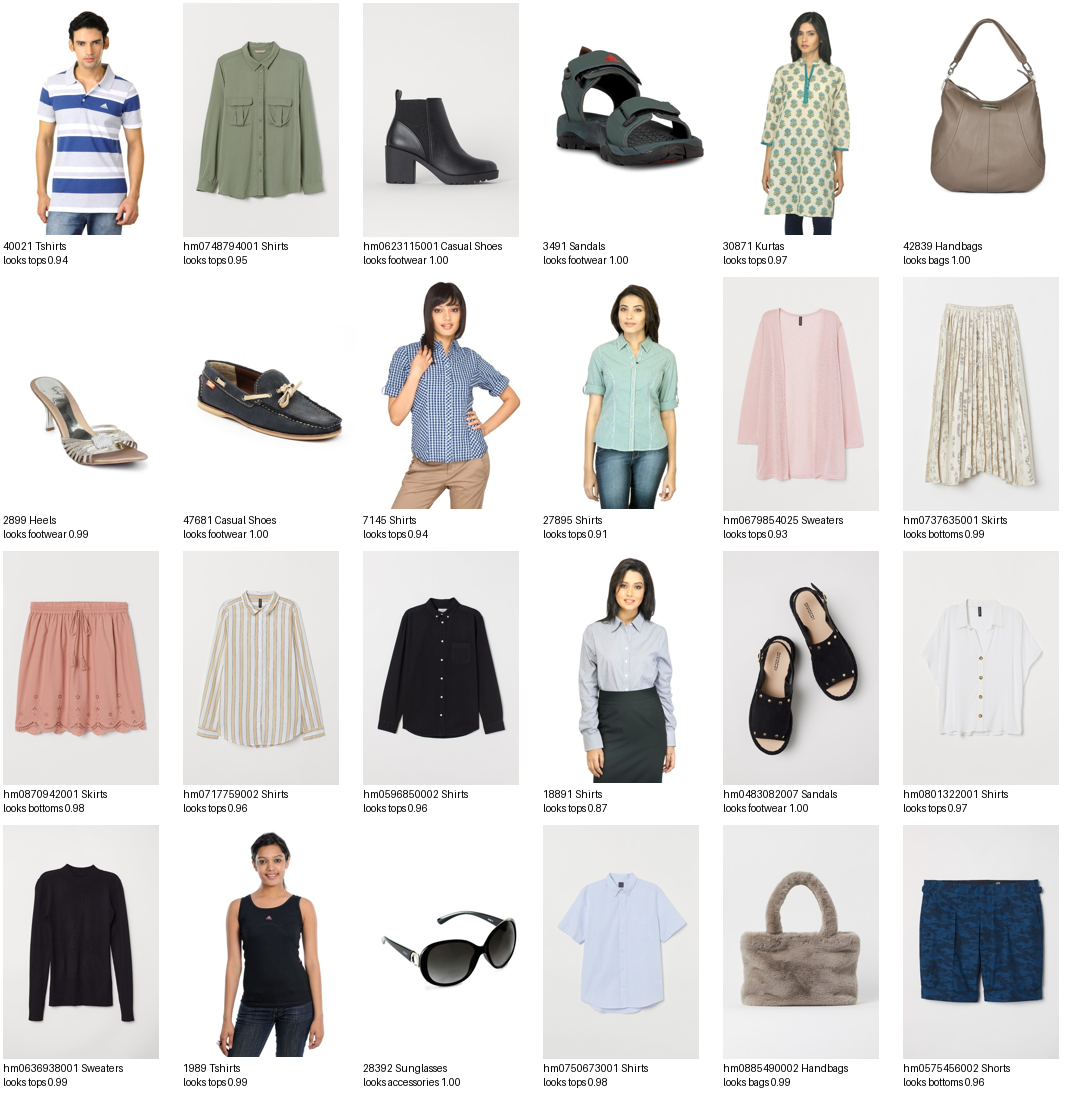 40021 Tshirts
looks tops 0.94
hm0748794001 Shirts
looks tops 0.95
hm0623115001 Casual Shoes
looks footwear 1.00
3491 Sandals
looks footwear 1.00
30871 Kurtas
looks tops 0.97
42839 Handbags
looks bags 1.00
2899 Heels
looks footwear 0.99
47681 Casual Shoes
looks footwear 1.00
7145 Shirts
looks tops 0.94
27895 Shirts
looks tops 0.91
hm0679854025 Sweaters
looks tops 0.93
hm0737635001 Skirts
looks bottoms 0.99
hm0870942001 Skirts
looks bottoms 0.98
hm0717759002 Shirts
looks tops 0.96
hm0596850002 Shirts
looks tops 0.96
18891 Shirts
looks tops 0.87
hm0483082007 Sandals
looks footwear 1.00
hm0801322001 Shirts
looks tops 0.97
hm0636938001 Sweaters
looks tops 0.99
1989 Tshirts
looks tops 0.99
28392 Sunglasses
looks accessories 1.00
hm0750673001 Shirts
looks tops 0.98
hm0885490002 Handbags
looks bags 0.99
hm0575456002 Shorts
looks bottoms 0.96